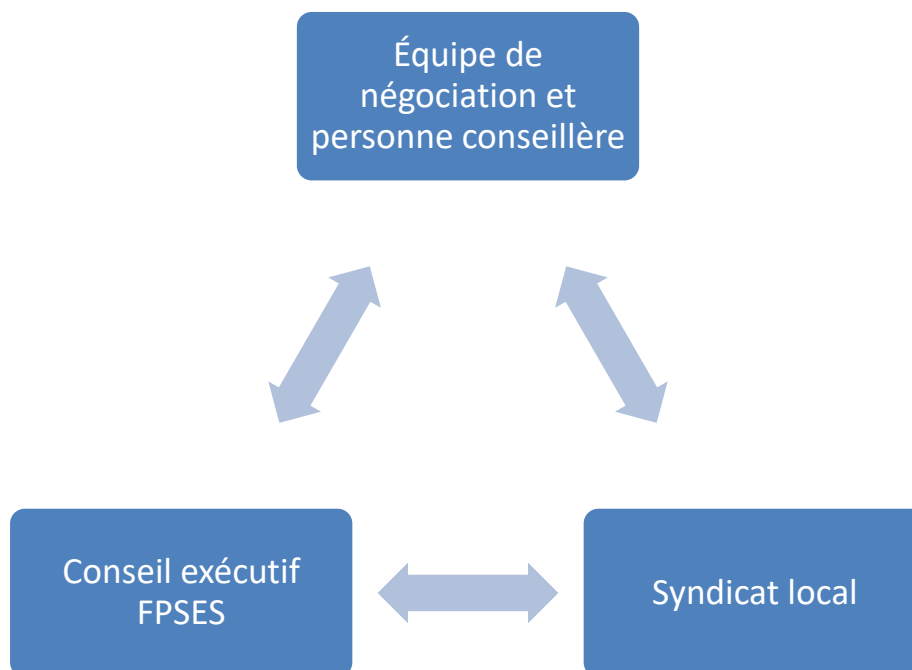 Équipe de
négociation et
personne conseillère
Conseil exécutif
FPSES
Syndicat local